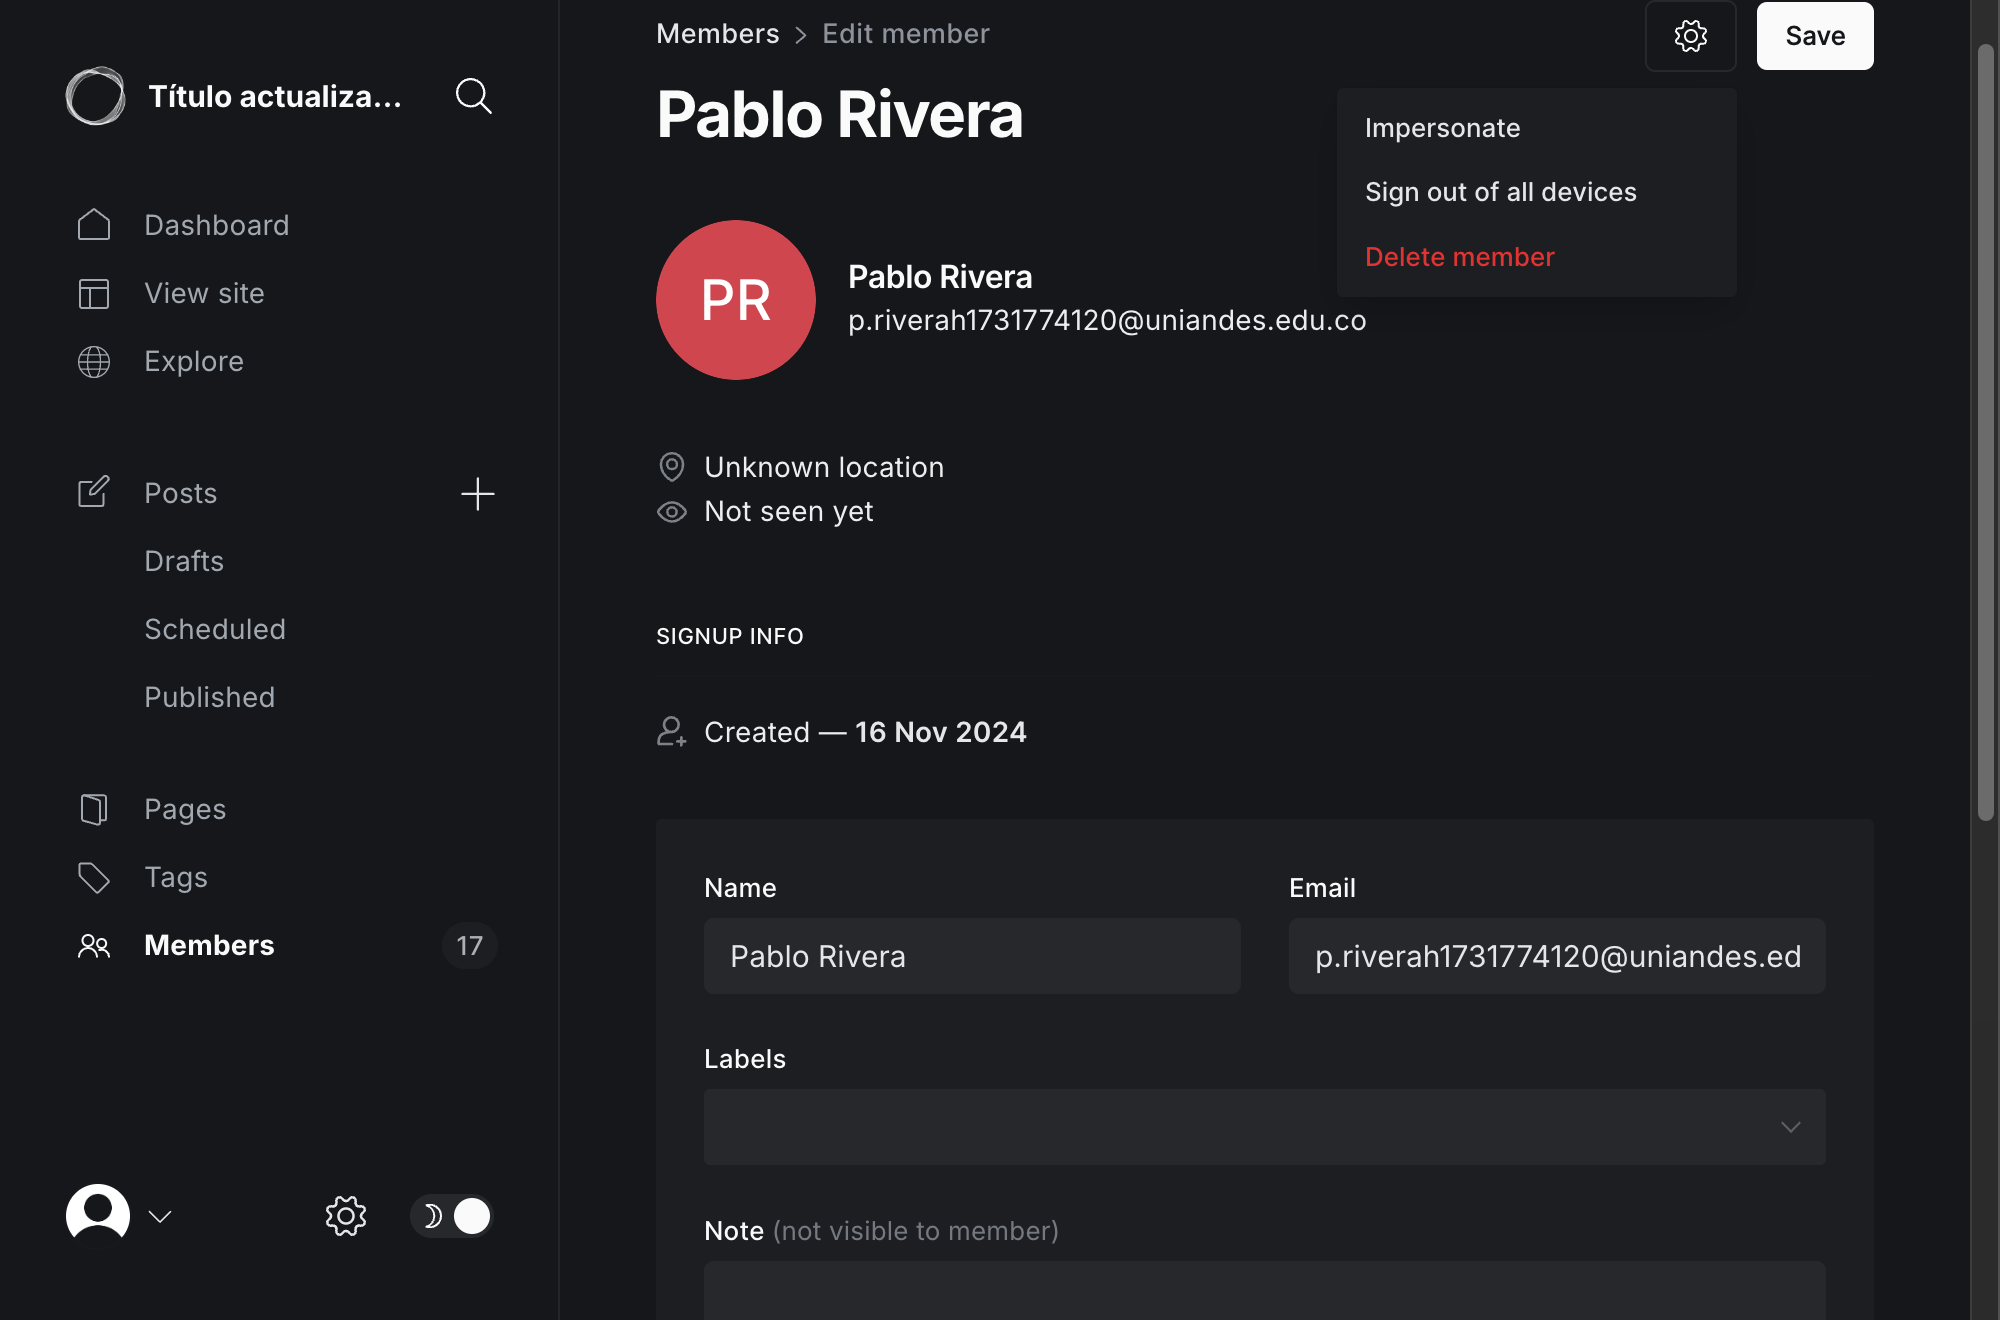 Título actualiza...
Dashboard
View site
Explore
Posts
Drafts
Scheduled
Published
Pages
Tags
Members
17
Members > Edit member
Save
Pablo Rivera
Impersonate
Sign out of all devices
Delete member
PR
Pablo Rivera
p.riverah1731774120@uniandes.edu.co
Unknown location
Not seen yet
SIGNUP INFO
Created — 16 Nov 2024
Name
Pablo Rivera
Email
p.riverah1731774120@uniandes.ed
Labels
Note (not visible to member)